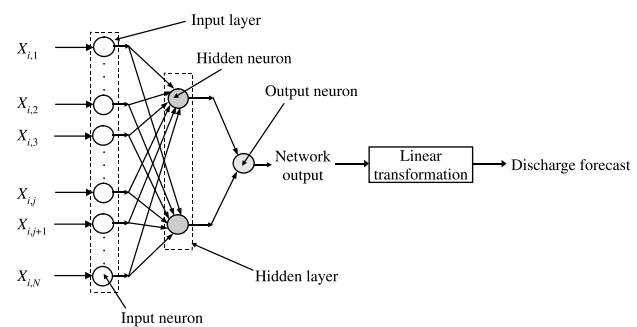 Input layer
X_{i,1}
Hidden neuron
Output neuron
X_{i,2}
X_{i,3}
Network
output
Linear
transformation
Discharge forecast
X_{i,j}
X_{i,j+1}
X_{i,N}
Hidden layer
Input neuron